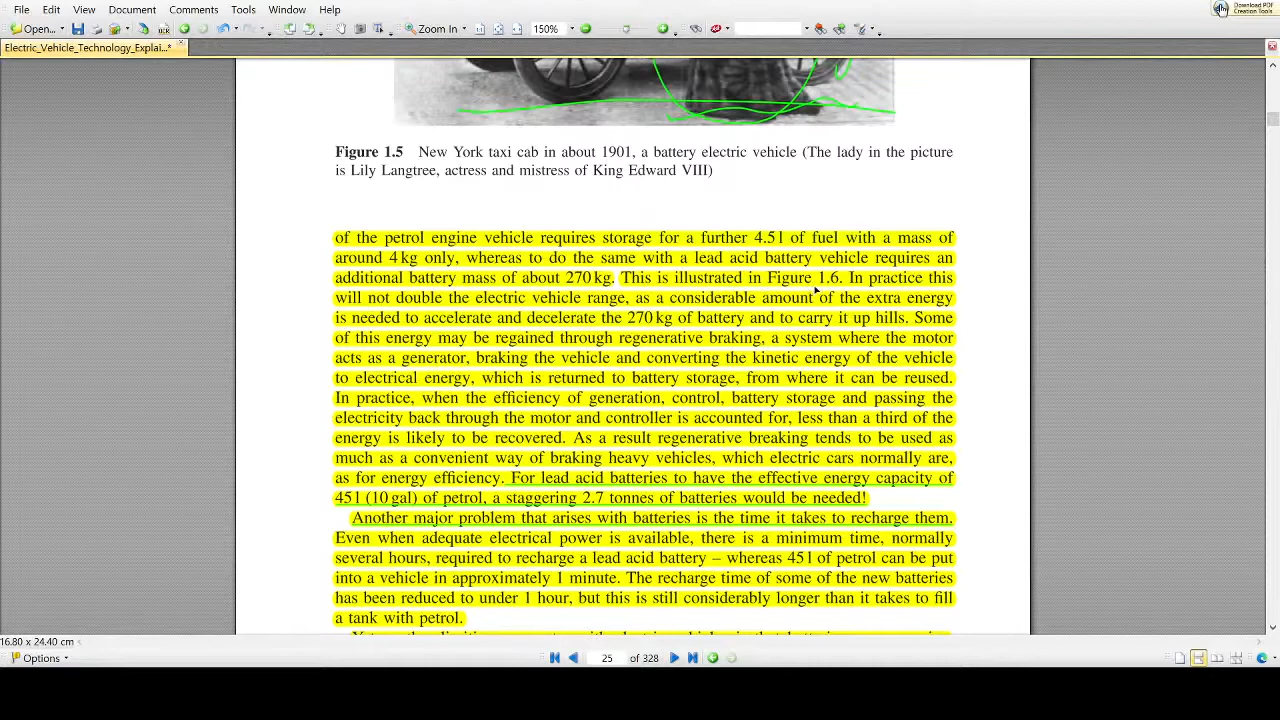 File Edit View Document Comments Tools Window Help
Download PDF
Creation Tools
Open... Zoom In 150%
Electric_Vehicle_Technology_Explai...*
Figure 1.5 New York taxi cab in about 1901, a battery electric vehicle (The lady in the picture
is Lily Langtree, actress and mistress of King Edward VIII)
of the petrol engine vehicle requires storage for a further 4.5 l of fuel with a mass of
around 4 kg only, whereas to do the same with a lead acid battery vehicle requires an
additional battery mass of about 270 kg. This is illustrated in Figure 1.6. In practice this
will not double the electric vehicle range, as a considerable amount of the extra energy
is needed to accelerate and decelerate the 270 kg of battery and to carry it up hills. Some
of this energy may be regained through regenerative braking, a system where the motor
acts as a generator, braking the vehicle and converting the kinetic energy of the vehicle
to electrical energy, which is returned to battery storage, from where it can be reused.
In practice, when the efficiency of generation, control, battery storage and passing the
electricity back through the motor and controller is accounted for, less than a third of the
energy is likely to be recovered. As a result regenerative breaking tends to be used as
much as a convenient way of braking heavy vehicles, which electric cars normally are,
as for energy efficiency. For lead acid batteries to have the effective energy capacity of
45 l (10 gal) of petrol, a staggering 2.7 tonnes of batteries would be needed!
Another major problem that arises with batteries is the time it takes to recharge them.
Even when adequate electrical power is available, there is a minimum time, normally
several hours, required to recharge a lead acid battery – whereas 45 l of petrol can be put
into a vehicle in approximately 1 minute. The recharge time of some of the new batteries
has been reduced to under 1 hour, but this is still considerably longer than it takes to fill
a tank with petrol.
16.80 x 24.40 cm
Options 25 of 328